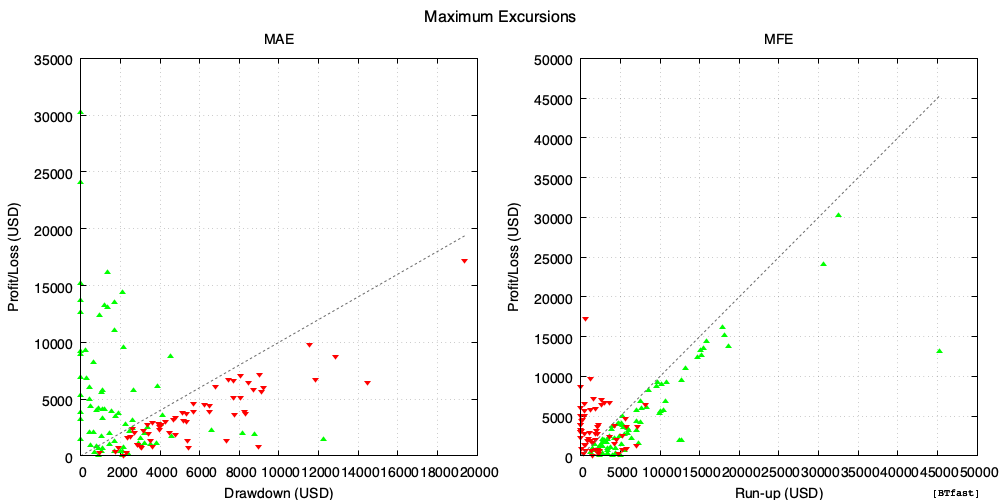 Maximum Excursions
MAE
MFE
35000
30000
25000
20000
15000
10000
5000
0
Profit/Loss (USD)
0 2000 4000 6000 8000 10000 12000 14000 16000 18000 20000
Drawdown (USD)
50000
45000
40000
35000
30000
25000
20000
15000
10000
5000
0
Profit/Loss (USD)
0 5000 10000 15000 20000 25000 30000 35000 40000 45000 50000
Run-up (USD)
[BTfast]